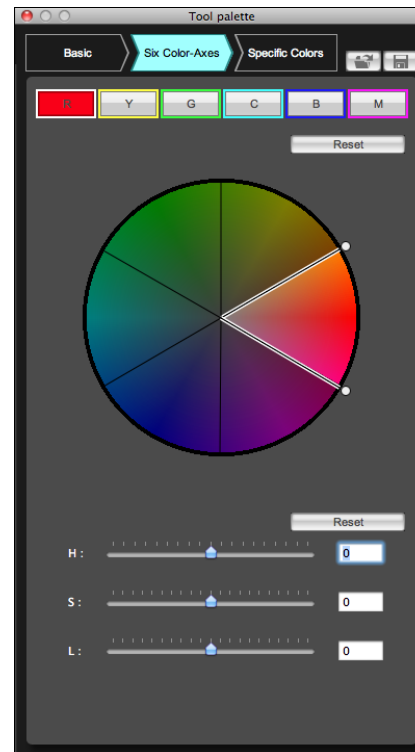 Tool palette
Basic Six Color-Axes Specific Colors
R Y G C B M
Reset
Reset
H : 0
S : 0
L : 0